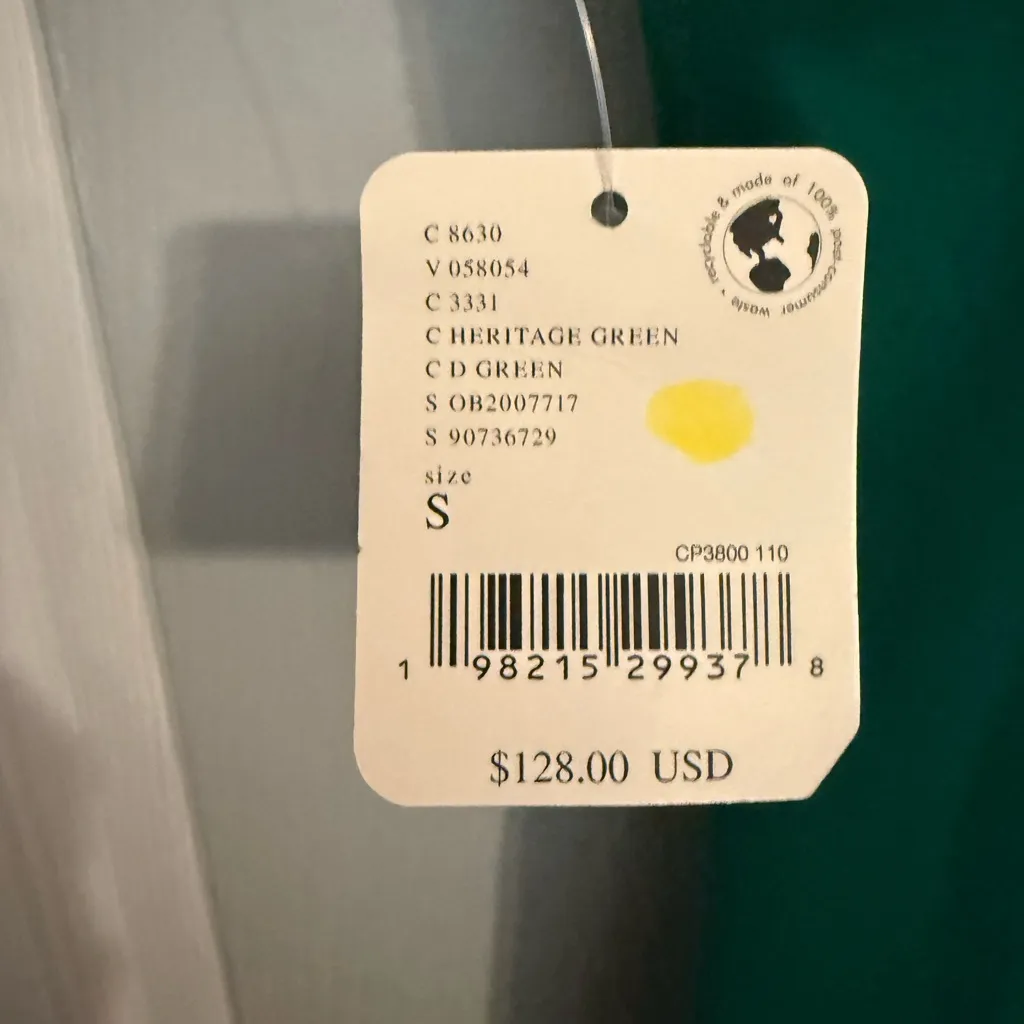 recyclable & made of 100% post-consumer waste •
C 8630
V 058054
C 3331
C HERITAGE GREEN
C D GREEN
S OB2007717
S 90736729
size
S
CP3800 110
1 98215 29937 8
$128.00 USD